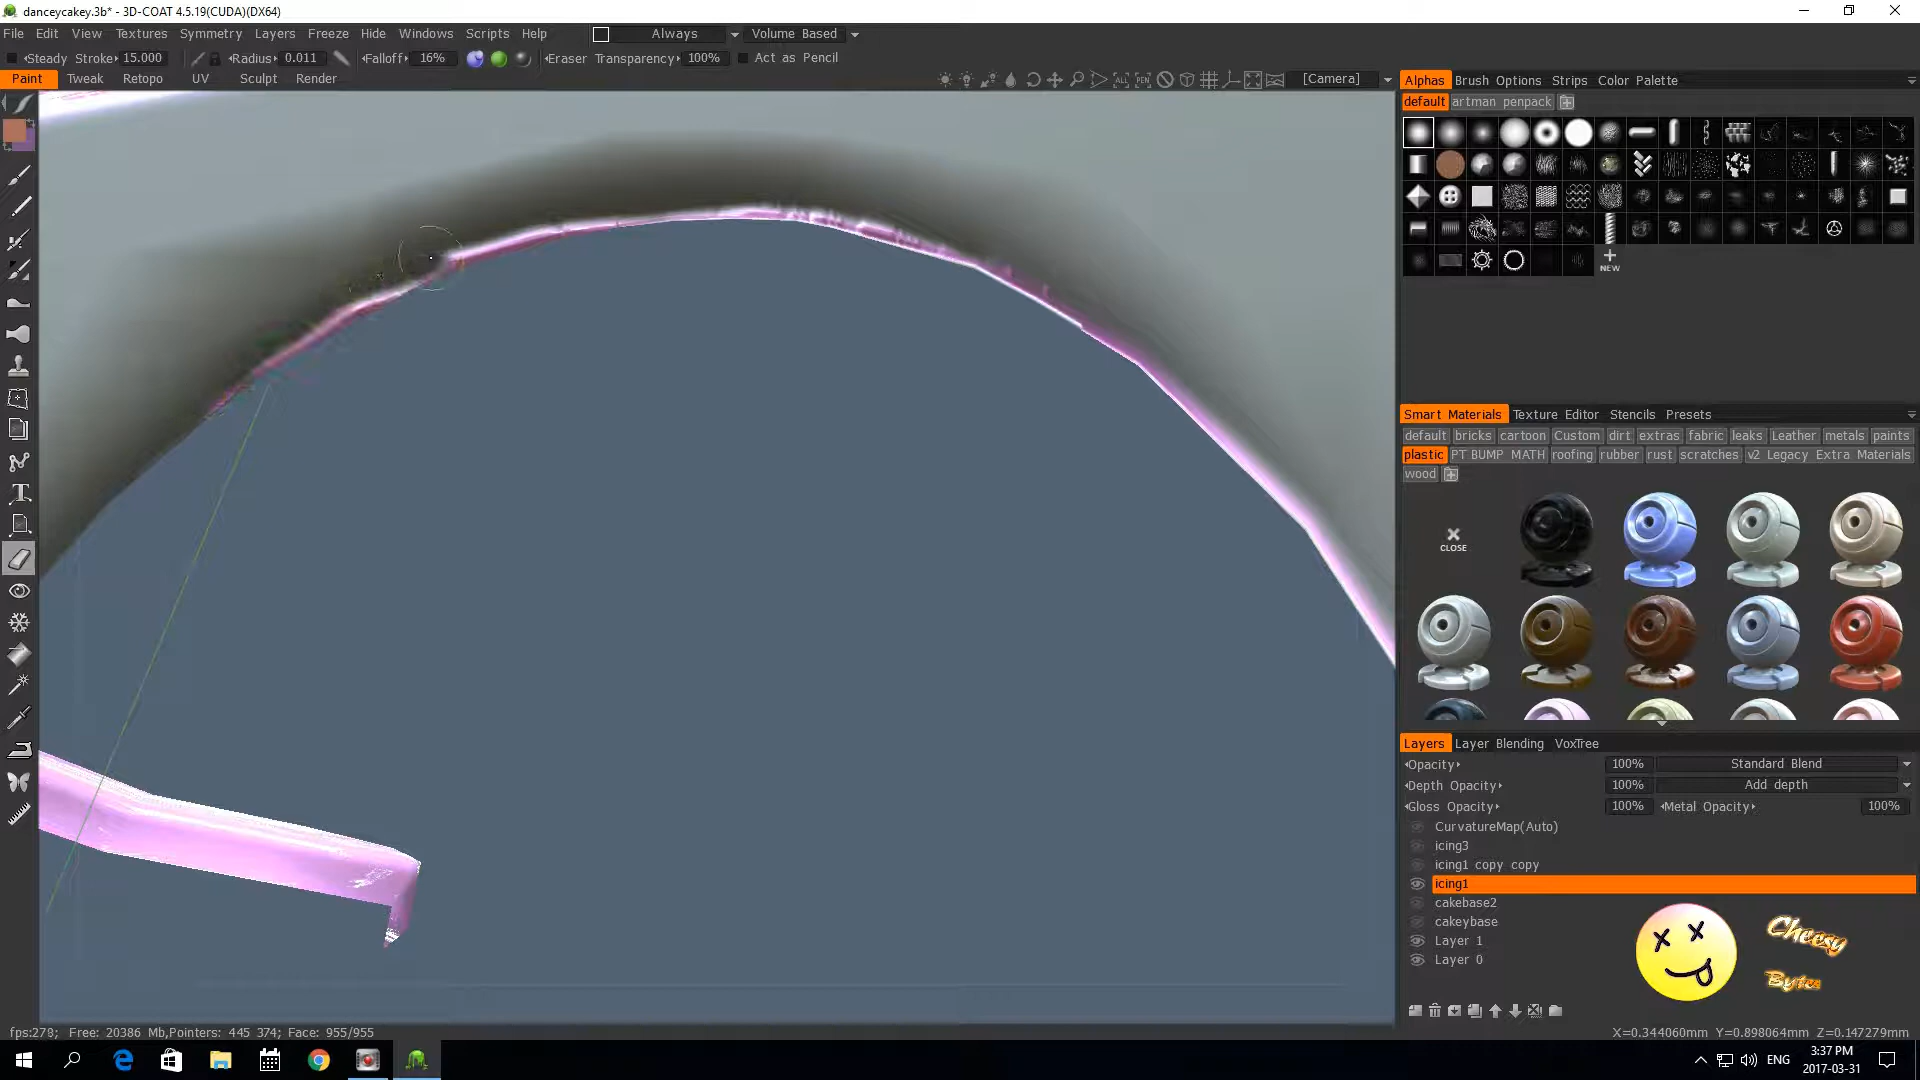 danceycakey.3b* - 3D-COAT 4.5.19(CUDA)(DX64)
File Edit View Textures Symmetry Layers Freeze Hide Windows Scripts Help Always Volume Based
Steady Stroke 15.000 Radius 0.011 Falloff 16% Eraser Transparency 100% Act as Pencil
Paint Tweak Retopo UV Sculpt Render [Camera]
Alphas Brush Options Strips Color Palette
default artman penpack
NEW
Smart Materials Texture Editor Stencils Presets
default bricks cartoon Custom dirt extras fabric leaks Leather metals paints
plastic PT BUMP MATH roofing rubber rust scratches v2 Legacy Extra Materials
wood
CLOSE
Layers Layer Blending VoxTree
Opacity 100% Standard Blend
Depth Opacity 100% Add depth
Gloss Opacity 100% Metal Opacity 100%
CurvatureMap(Auto)
icing3
icing1 copy copy
icing1
cakebase2
cakeybase
Layer 1
Layer 0
Cheesy
Bytes
fps:278; Free: 20386 Mb,Pointers: 445 374; Face: 955/955
X=0.344060mm Y=0.898064mm Z=0.147279mm
ENG
3:37 PM
2017-03-31